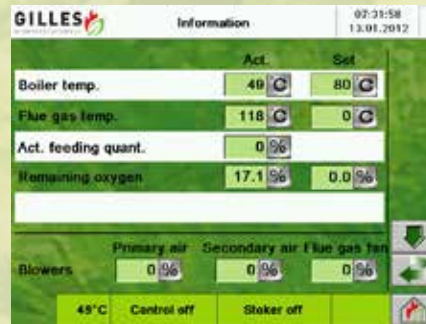 GILLES
Information
07:31:58
13.01.2012
Act. Set
Boiler temp. 49 C 80 C
Flue gas temp. 118 C 0 C
Act. feeding quant. 0 %
Remaining oxygen 17.1 % 0.0 %
Primary air Secondary air Flue gas fan
Blowers 0 % 0 % 0 %
49°C Control off Stoker off